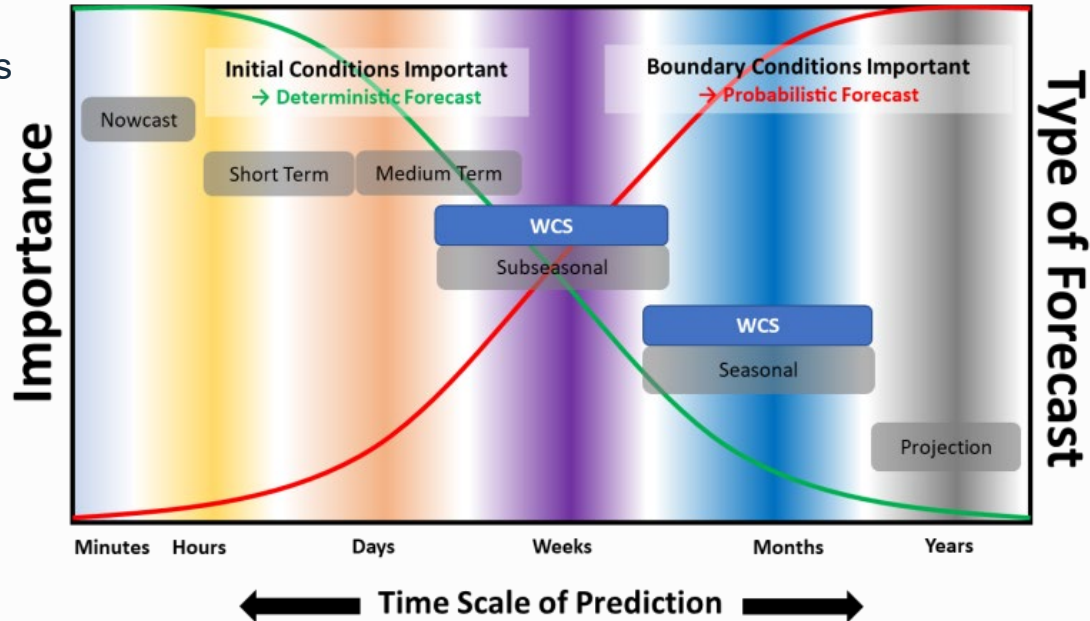 s
Initial Conditions Important
→ Deterministic Forecast
Boundary Conditions Important
→ Probabilistic Forecast
Nowcast
Short Term
Medium Term
WCS
Subseasonal
WCS
Seasonal
Projection
Importance
Type of Forecast
Minutes Hours Days Weeks Months Years
Time Scale of Prediction